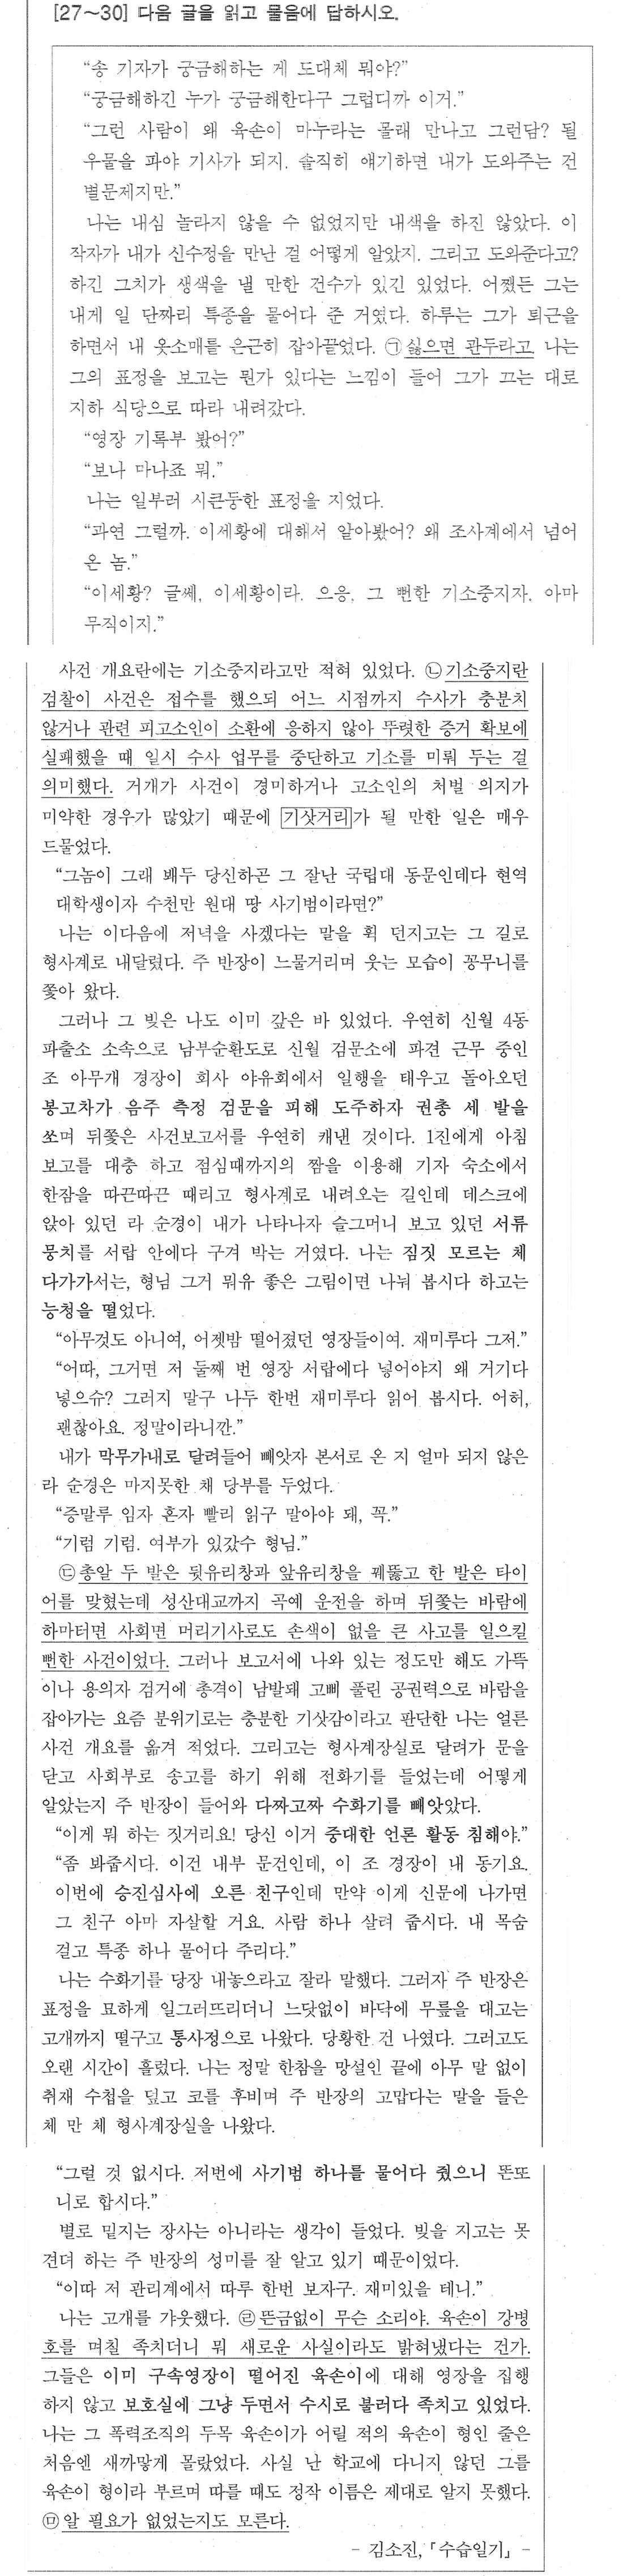 [27～30] 다음 글을 읽고 물음에 답하시오.
“송 기자가 궁금해하는 게 도대체 뭐야?”
“궁금해하긴 누가 궁금해한다구 그럽디까 이거.”
“그런 사람이 왜 육손이 마누라는 몰래 만나고 그런담? 될
우물을 파야 기사가 되지. 솔직히 얘기하면 내가 도와주는 건
별문제지만.”
나는 내심 놀라지 않을 수 없었지만 내색을 하진 않았다. 이
작자가 내가 신수정을 만난 걸 어떻게 알았지. 그리고 도와준다고?
하긴 그치가 생색을 낼 만한 건수가 있긴 있었다. 어쨌든 그는
내게 일 단짜리 특종을 물어다 준 거였다. 하루는 그가 퇴근을
하면서 내 옷소매를 은근히 잡아끌었다. ㉠싫으면 관두라고 나는
그의 표정을 보고는 뭔가 있다는 느낌이 들어 그가 끄는 대로
지하 식당으로 따라 내려갔다.
“영장 기록부 봤어?”
“보나 마나죠 뭐.”
나는 일부러 시큰둥한 표정을 지었다.
“과연 그럴까. 이세황에 대해서 알아봤어? 왜 조사계에서 넘어
온 놈.”
“이세황? 글쎄, 이세황이라. 으응, 그 뻔한 기소중지자. 아마
무직이지.”
사건 개요란에는 기소중지라고만 적혀 있었다. ㉡기소중지란
검찰이 사건은 접수를 했으되 어느 시점까지 수사가 충분치
않거나 관련 피고소인이 소환에 응하지 않아 뚜렷한 증거 확보에
실패했을 때 일시 수사 업무를 중단하고 기소를 미뤄 두는 걸
의미했다. 거개가 사건이 경미하거나 고소인의 처벌 의지가
미약한 경우가 많았기 때문에 기삿거리가 될 만한 일은 매우
드물었다.
“그놈이 그래 봬두 당신하곤 그 잘난 국립대 동문인데다 현역
대학생이자 수천만 원대 땅 사기범이라면?”
나는 이다음에 저녁을 사겠다는 말을 휙 던지고는 그 길로
형사계로 내달렸다. 주 반장이 느물거리며 웃는 모습이 꽁무니를
쫓아 왔다.
그러나 그 빚은 나도 이미 갚은 바 있었다. 우연히 신월 4동
파출소 소속으로 남부순환도로 신월 검문소에 파견 근무 중인
조 아무개 경장이 회사 야유회에서 일행을 태우고 돌아오던
봉고차가 음주 측정 검문을 피해 도주하자 권총 세 발을
쏘며 뒤쫓은 사건보고서를 우연히 캐낸 것이다. 1진에게 아침
보고를 대충 하고 점심때까지의 짬을 이용해 기자 숙소에서
한잠을 따끈따끈 때리고 형사계로 내려오는 길인데 데스크에
앉아 있던 라 순경이 내가 나타나자 슬그머니 보고 있던 서류
뭉치를 서랍 안에다 구겨 박는 거였다. 나는 짐짓 모르는 체
다가가서는, 형님 그거 뭐유 좋은 그림이면 나눠 봅시다 하고는
능청을 떨었다.
“아무것도 아니여, 어젯밤 떨어졌던 영장들이여. 재미루다 그저.”
“어따, 그거면 저 둘째 번 영장 서랍에다 넣어야지 왜 거기다
넣으슈? 그러지 말구 나두 한번 재미루다 읽어 봅시다. 어허,
괜찮아요. 정말이라니깐.”
내가 막무가내로 달려들어 빼앗자 본서로 온 지 얼마 되지 않은
라 순경은 마지못한 채 당부를 두었다.
“증말루 임자 혼자 빨리 읽구 말아야 돼, 꼭.”
“기럼 기럼. 여부가 있갔수 형님.”
㉢총알 두 발은 뒷유리창과 앞유리창을 꿰뚫고 한 발은 타이
어를 맞혔는데 성산대교까지 곡예 운전을 하며 뒤쫓는 바람에
하마터면 사회면 머리기사로도 손색이 없을 큰 사고를 일으킬
뻔한 사건이었다. 그러나 보고서에 나와 있는 정도만 해도 가뜩
이나 용의자 검거에 총격이 남발돼 고삐 풀린 공권력으로 바람을
잡아가는 요즘 분위기로는 충분한 기삿감이라고 판단한 나는 얼른
사건 개요를 옮겨 적었다. 그리고는 형사계장실로 달려가 문을
닫고 사회부로 송고를 하기 위해 전화기를 들었는데 어떻게
알았는지 주 반장이 들어와 다짜고짜 수화기를 빼앗았다.
“이게 뭐 하는 짓거리요! 당신 이거 중대한 언론 활동 침해야.”
“좀 봐줍시다. 이건 내부 문건인데, 이 조 경장이 내 동기요.
이번에 승진심사에 오른 친구인데 만약 이게 신문에 나가면
그 친구 아마 자살할 거요. 사람 하나 살려 줍시다. 내 목숨
걸고 특종 하나 물어다 주리다.”
나는 수화기를 당장 내놓으라고 잘라 말했다. 그러자 주 반장은
표정을 묘하게 일그러뜨리더니 느닷없이 바닥에 무릎을 대고는
고개까지 떨구고 통사정으로 나왔다. 당황한 건 나였다. 그러고도
오랜 시간이 흘렀다. 나는 정말 한참을 망설인 끝에 아무 말 없이
취재 수첩을 덮고 코를 후비며 주 반장의 고맙다는 말을 들은
체 만 체 형사계장실을 나왔다.
“그럴 것 없시다. 저번에 사기범 하나를 물어다 줬으니 똔또
니로 합시다.”
별로 밑지는 장사는 아니라는 생각이 들었다. 빚을 지고는 못
견뎌 하는 주 반장의 성미를 잘 알고 있기 때문이었다.
“이따 저 관리계에서 따루 한번 보자구. 재미있을 테니.”
나는 고개를 갸웃했다. ㉣뜬금없이 무슨 소리야. 육손이 강병
호를 며칠 족치더니 뭐 새로운 사실이라도 밝혀냈다는 건가.
그들은 이미 구속영장이 떨어진 육손이에 대해 영장을 집행
하지 않고 보호실에 그냥 두면서 수시로 불러다 족치고 있었다.
나는 그 폭력조직의 두목 육손이가 어릴 적의 육손이 형인 줄은
처음엔 새까맣게 몰랐었다. 사실 난 학교에 다니지 않던 그를
육손이 형이라 부르며 따를 때도 정작 이름은 제대로 알지 못했다.
㉤알 필요가 없었는지도 모른다.
- 김소진, 「수습일기」 -